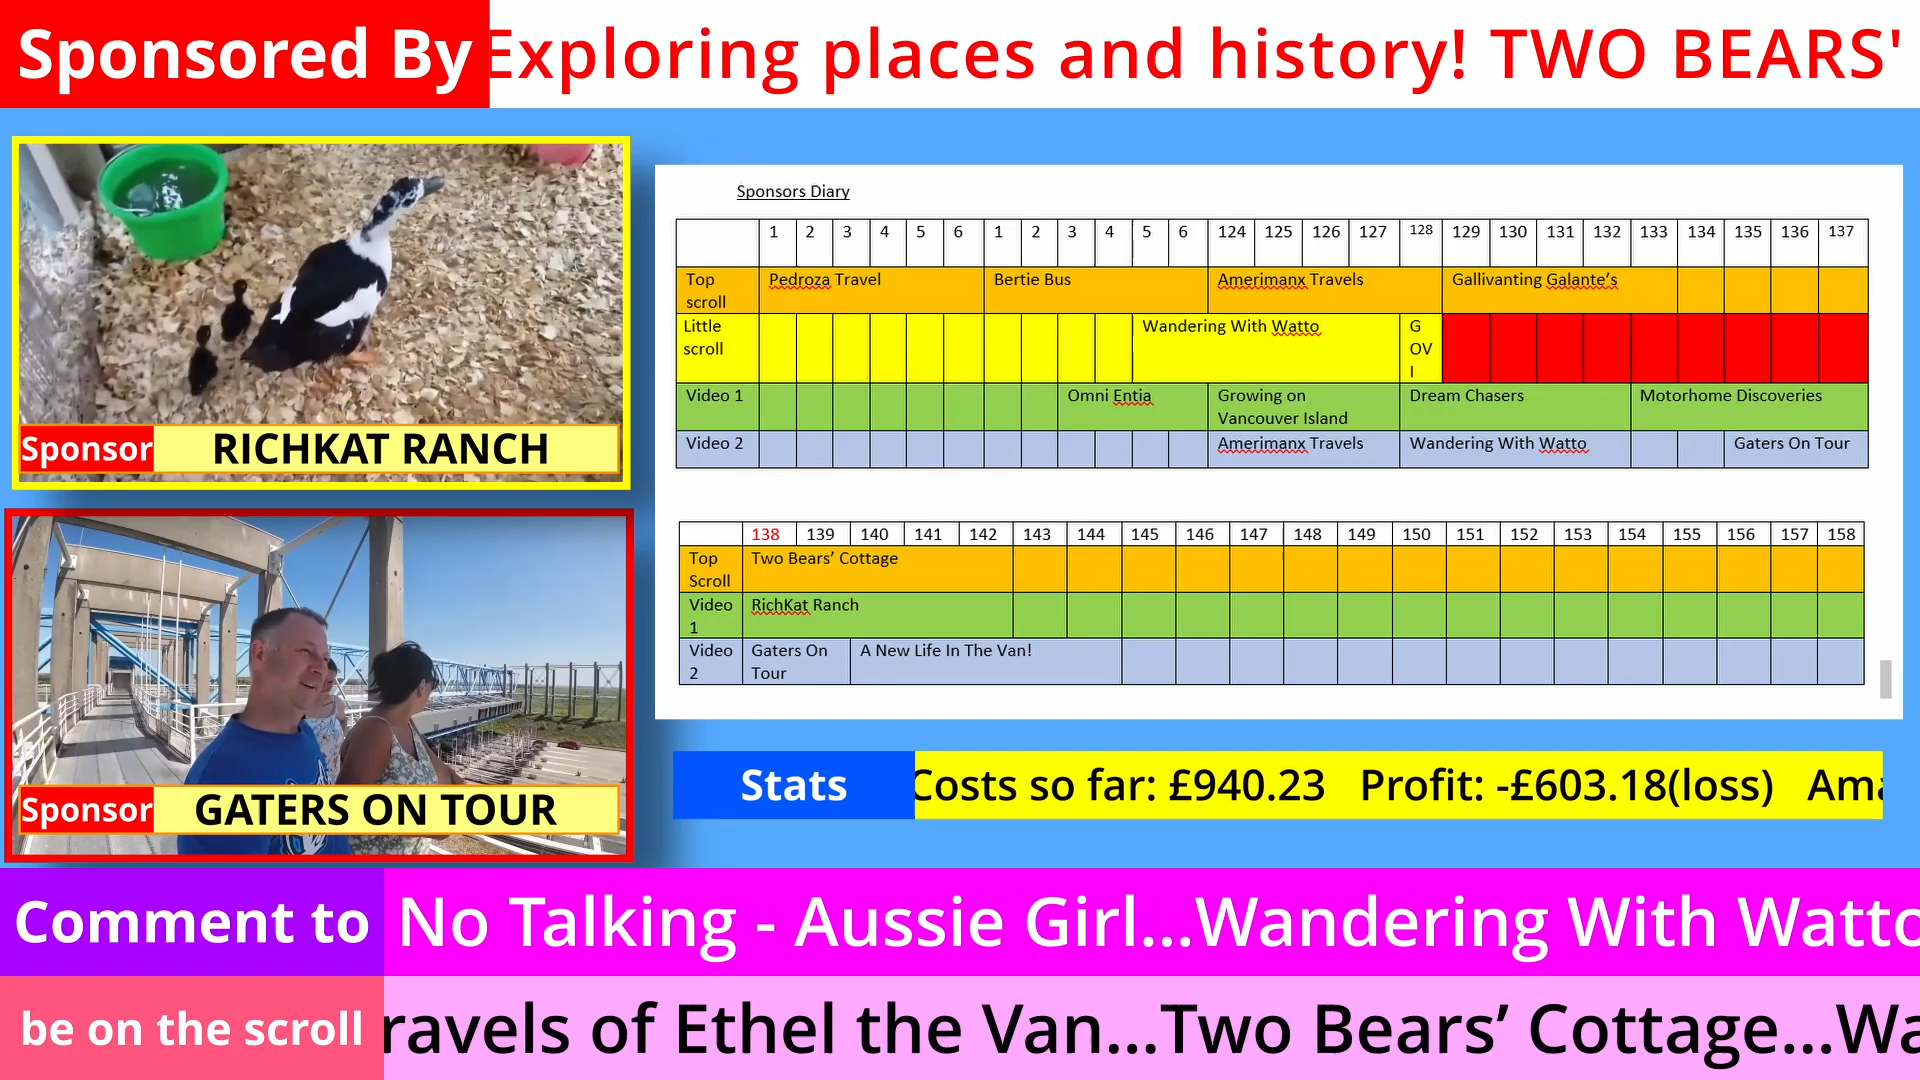 Sponsored By
Exploring places and history! TWO BEARS'
Sponsor RICHKAT RANCH
Sponsor GATERS ON TOUR
Sponsors Diary
1 2 3 4 5 6 1 2 3 4 5 6 124 125 126 127 128 129 130 131 132 133 134 135 136 137
Top scroll Pedroza Travel Bertie Bus Amerimanx Travels Gallivanting Galante’s
Little scroll Wandering With Watto G OV I
Video 1 Omni Entia Growing on Vancouver Island Dream Chasers Motorhome Discoveries
Video 2 Amerimanx Travels Wandering With Watto Gaters On Tour
138 139 140 141 142 143 144 145 146 147 148 149 150 151 152 153 154 155 156 157 158
Top Scroll Two Bears’ Cottage
Video 1 RichKat Ranch
Video 2 Gaters On Tour A New Life In The Van!
Stats Costs so far: £940.23 Profit: -£603.18(loss) Ama
Comment to No Talking - Aussie Girl...Wandering With Watto
be on the scroll ravels of Ethel the Van...Two Bears’ Cottage...Wa